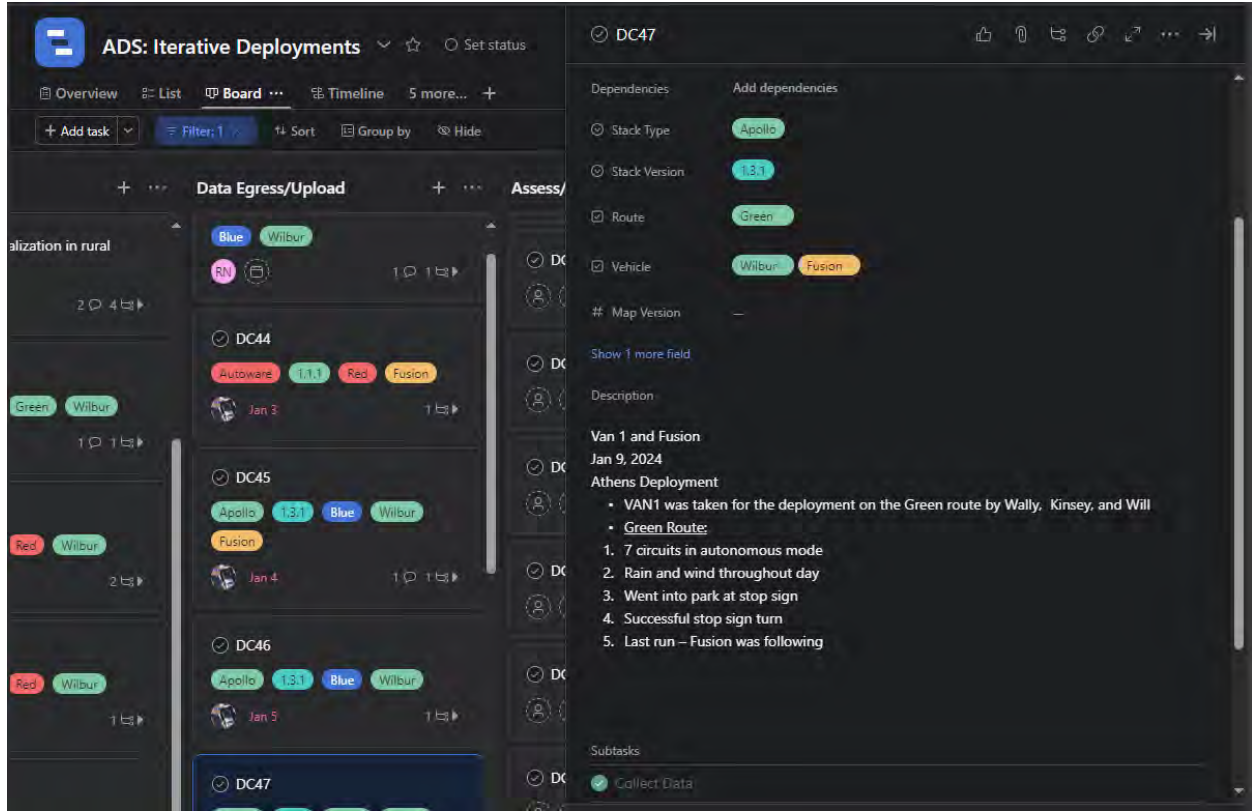 ADS: Iterative Deployments
Set status
Overview
List
Board
Timeline
5 more...
Add task
Filter: 1
Sort
Group by
Hide
alization in rural
2
4
Green
Wilbur
1
1
Red
Wilbur
2
Red
Wilbur
1
Data Egress/Upload
Blue
Wilbur
RN
1
1
DC44
Autoware
1.1.1
Red
Fusion
Jan 3
1
DC45
Apollo
1.3.1
Blue
Wilbur
Fusion
Jan 4
1
1
DC46
Apollo
1.3.1
Blue
Wilbur
Jan 5
1
DC47
Assess/
DC
DC
DC
DC
DC
DC
DC47
Dependencies
Add dependencies
Stack Type
Apollo
Stack Version
1.3.1
Route
Green
Vehicle
Wilbur
Fusion
# Map Version
—
Show 1 more field
Description
Van 1 and Fusion
Jan 9, 2024
Athens Deployment
• VAN1 was taken for the deployment on the Green route by Wally, Kinsey, and Will
• Green Route:
1. 7 circuits in autonomous mode
2. Rain and wind throughout day
3. Went into park at stop sign
4. Successful stop sign turn
5. Last run – Fusion was following
Subtasks
Collect Data